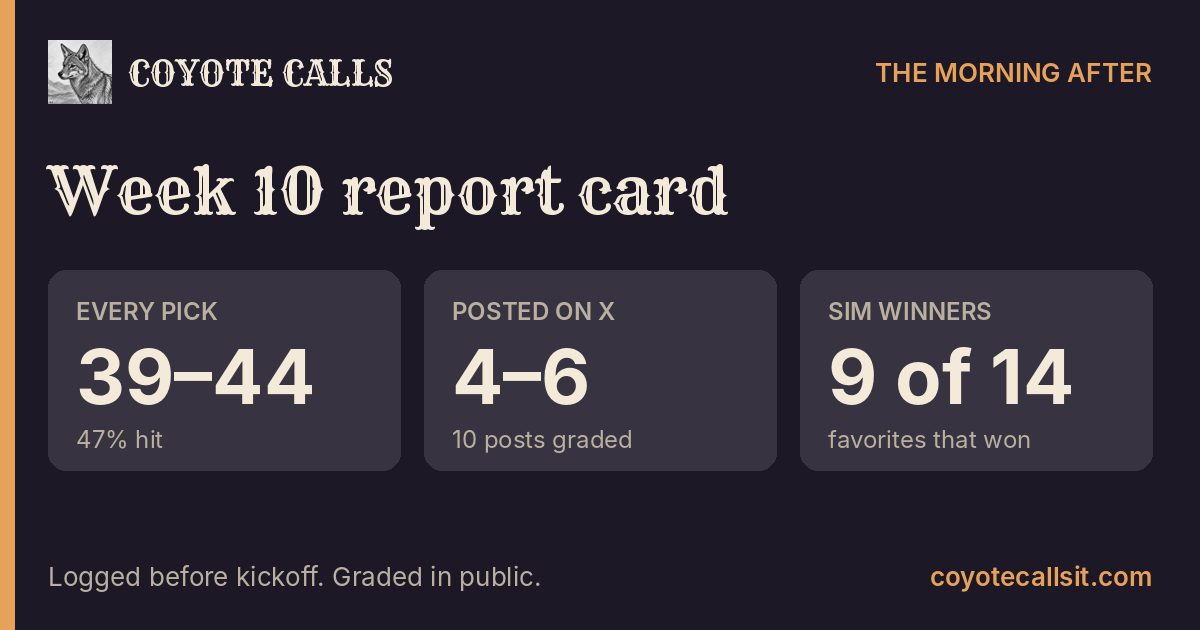 COYOTE CALLS
THE MORNING AFTER
Week 10 report card
EVERY PICK
39–44
47% hit
POSTED ON X
4–6
10 posts graded
SIM WINNERS
9 of 14
favorites that won
Logged before kickoff. Graded in public.
coyotecallsit.com